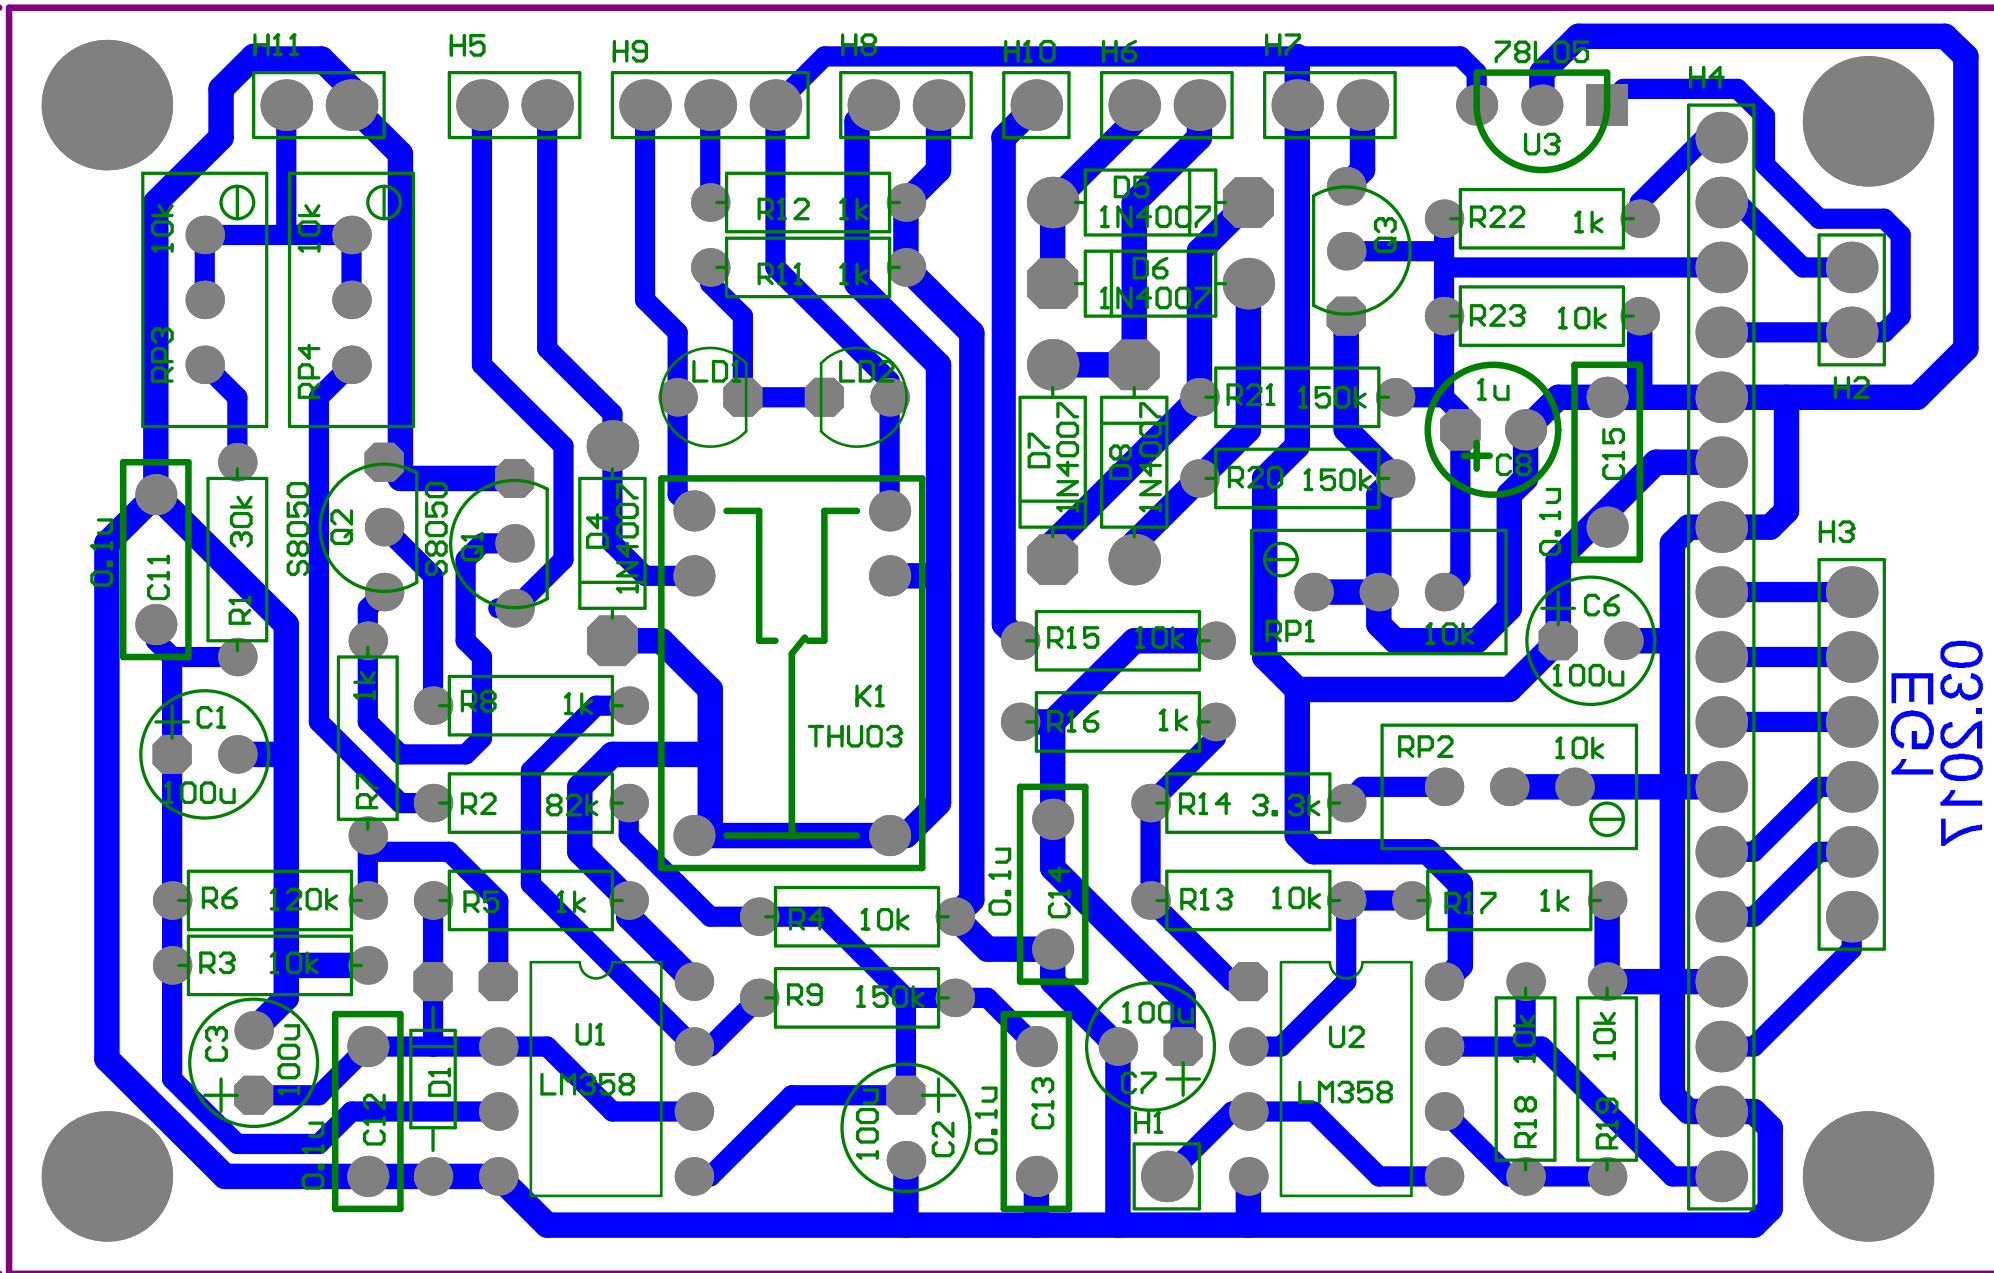 H11
H5
H9
H8
H10
H6
H7
78L05
H4
U3
10k
10k
RP3
RP4
R12 1k
R11 1k
D5
1N4007
D6
1N4007
Q3
R22 1k
R23 10k
H2
LD1
LD2
R21 150k
R20 150k
1u
C8
C15
0.1u
D7
1N4007
D8
1N4007
0.1u
C11
30k
R1
S8050
Q2
S8050
Q1
D4
1N4007
H3
R15 10k
R16 1k
RP1 10k
C6
100u
K1
THU03
C1
100u
1k
R7
R8 1k
R2 82k
RP2 10k
R14 3.3k
R6 120k
R5 1k
R3 10k
R4 10k
R9 150k
0.1u
C14
R13 10k
R17 1k
C3
100u
0.1u
C12
D1
U1
LM358
100u
C2
0.1u
C13
100u
C7
H1
U2
LM358
10k
R18
10k
R19
03.2017
EG1